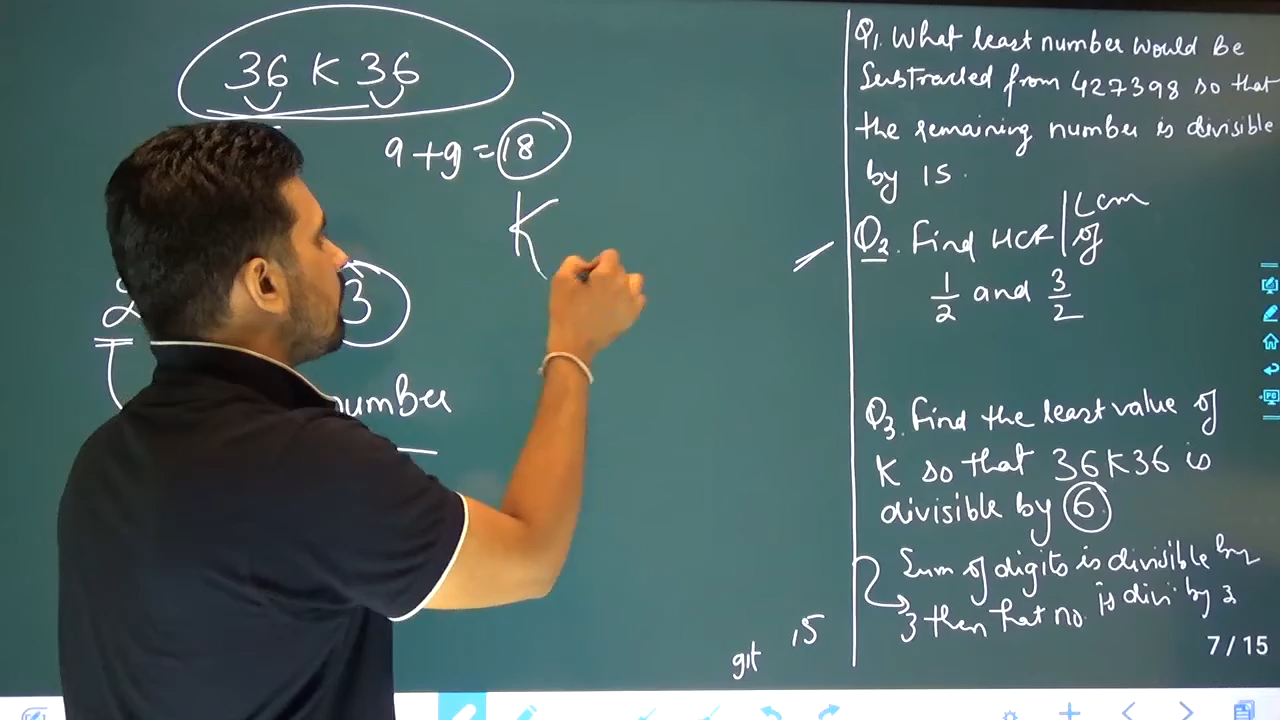 36 K 36
9 + 9 = 18
K
2
3
number
git 15
Q1. What least number would be
Subtracted from 427398 so that
the remaining number is divisible
by 15.
Q2. Find HCF | Lcm
of
1/2 and 3/2
Q3. Find the least value of
K so that 36K36 is
divisible by 6
Sum of digits is divisible by
3 then that no. is div. by 3
7 / 15